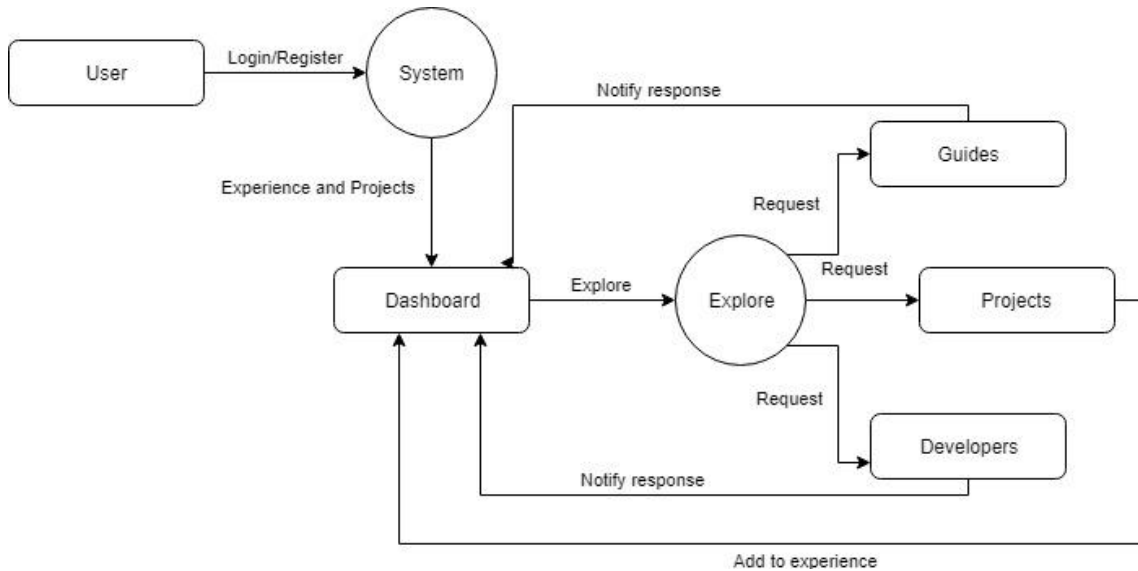 User
Login/Register
System
Notify response
Guides
Experience and Projects
Request
Request
Dashboard
Explore
Explore
Projects
Request
Developers
Notify response
Add to experience